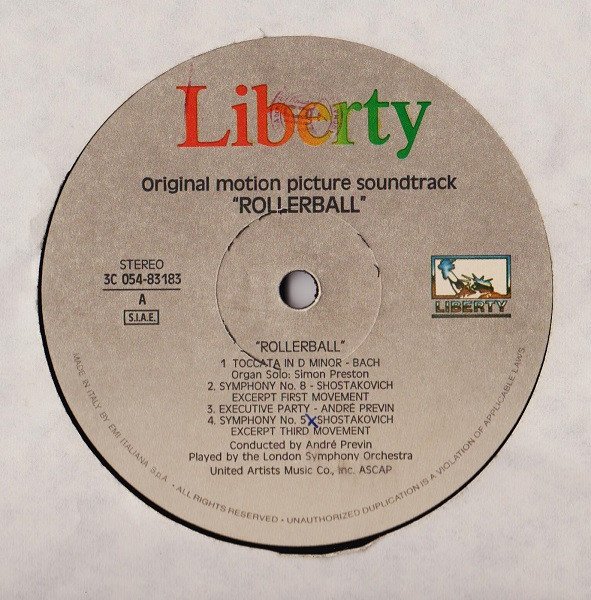 Liberty
Original motion picture soundtrack
"ROLLERBALL"
STEREO
3C 054-83183
A
S.I.A.E.
LIBERTY
"ROLLERBALL"
1 TOCCATA IN D MINOR - BACH
Organ Solo: Simon Preston
2. SYMPHONY No. 8 - SHOSTAKOVICH
EXCERPT FIRST MOVEMENT
3. EXECUTIVE PARTY - ANDRÉ PREVIN
4. SYMPHONY No. 5 SHOSTAKOVICH
EXCERPT THIRD MOVEMENT
Conducted by André Previn
Played by the London Symphony Orchestra
United Artists Music Co., Inc. ASCAP
MADE IN ITALY BY EMI ITALIANA S.p.A. • ALL RIGHTS RESERVED • UNAUTHORIZED DUPLICATION IS A VIOLATION OF APPLICABLE LAWS